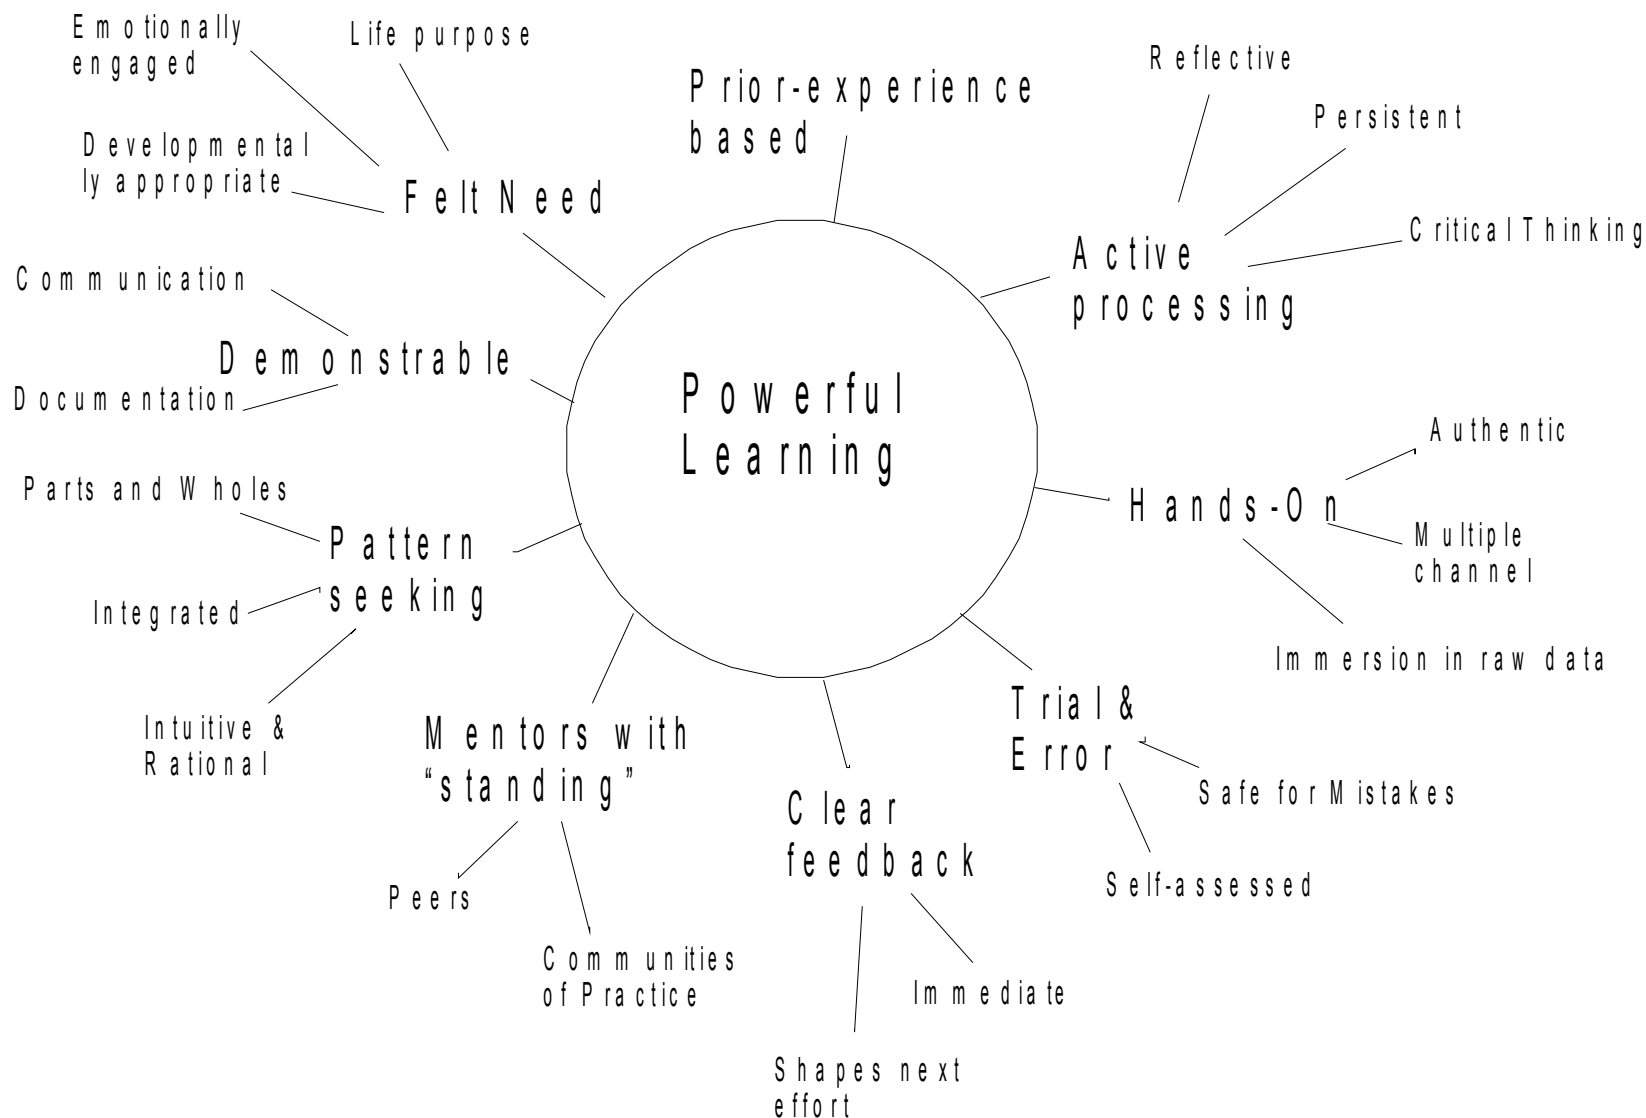 Emotionally
engaged
Life purpose
Developmental
ly appropriate
Felt Need
Prior-experience
based
Reflective
Persistent
Critical Thinking
Active
processing
Communication
Demonstrable
Documentation
Powerful
Learning
Authentic
Hands-On
Multiple
channel
Immersion in raw data
Parts and Wholes
Pattern
seeking
Integrated
Intuitive &
Rational
Mentors with
“standing”
Peers
Communities
of Practice
Clear
feedback
Immediate
Shapes next
effort
Trial &
Error
Safe for Mistakes
Self-assessed